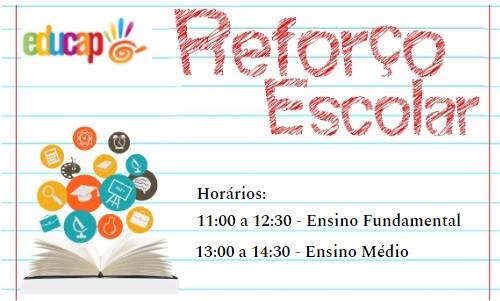 educap
Reforço
Escolar
Horários:
11:00 a 12:30 - Ensino Fundamental
13:00 a 14:30 - Ensino Médio